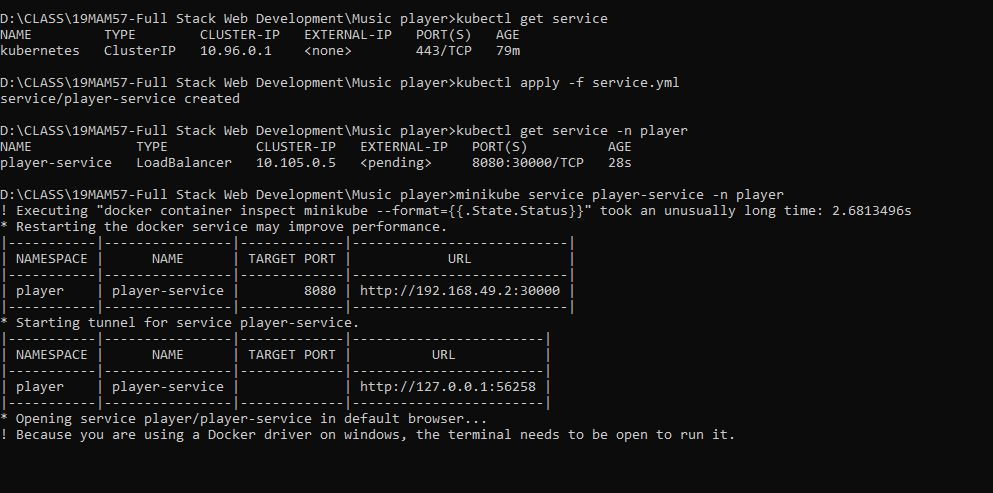 D:\CLASS\19MAM57-Full Stack Web Development\Music player>kubectl get service
NAME         TYPE        CLUSTER-IP   EXTERNAL-IP   PORT(S)   AGE
kubernetes   ClusterIP   10.96.0.1    <none>        443/TCP   79m
D:\CLASS\19MAM57-Full Stack Web Development\Music player>kubectl apply -f service.yml
service/player-service created
D:\CLASS\19MAM57-Full Stack Web Development\Music player>kubectl get service -n player
NAME             TYPE           CLUSTER-IP   EXTERNAL-IP   PORT(S)          AGE
player-service   LoadBalancer   10.105.0.5   <pending>     8080:30000/TCP   28s
D:\CLASS\19MAM57-Full Stack Web Development\Music player>minikube service player-service -n player
! Executing "docker container inspect minikube --format={{.State.Status}}" took an unusually long time: 2.6813496s
* Restarting the docker service may improve performance.
|-----------|----------------|-------------|---------------------------|
| NAMESPACE |      NAME      | TARGET PORT |            URL            |
|-----------|----------------|-------------|---------------------------|
| player    | player-service |        8080 | http://192.168.49.2:30000 |
|-----------|----------------|-------------|---------------------------|
* Starting tunnel for service player-service.
|-----------|----------------|-------------|------------------------|
| NAMESPACE |      NAME      | TARGET PORT |          URL           |
|-----------|----------------|-------------|------------------------|
| player    | player-service |             | http://127.0.0.1:56258 |
|-----------|----------------|-------------|------------------------|
* Opening service player/player-service in default browser...
! Because you are using a Docker driver on windows, the terminal needs to be open to run it.